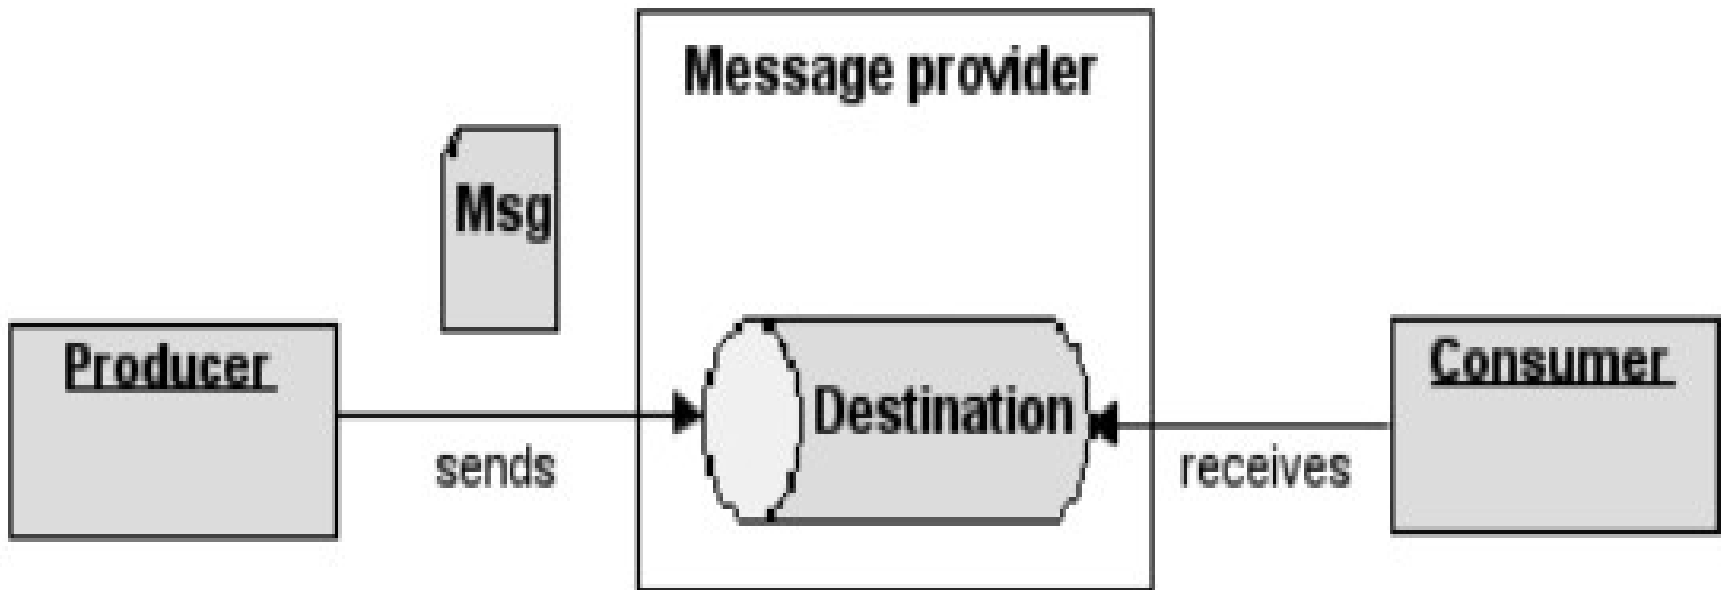 Message provider
Msg
Producer
sends
Destination
receives
Consumer